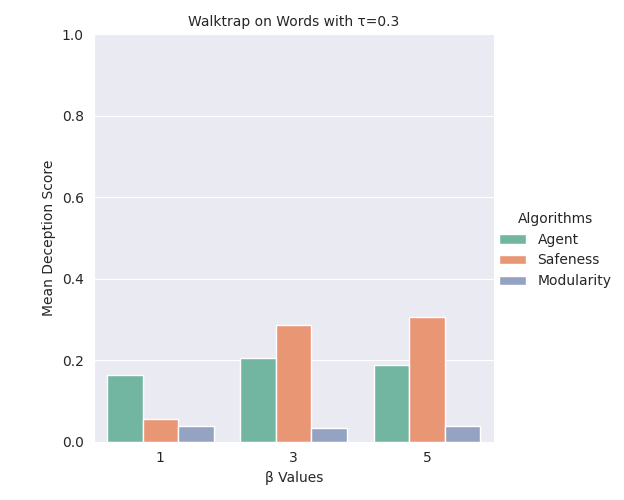 Walktrap on Words with τ=0.3
Mean Deception Score
1.0
0.8
0.6
0.4
0.2
0.0
1 3 5
β Values
Algorithms
Agent
Safeness
Modularity